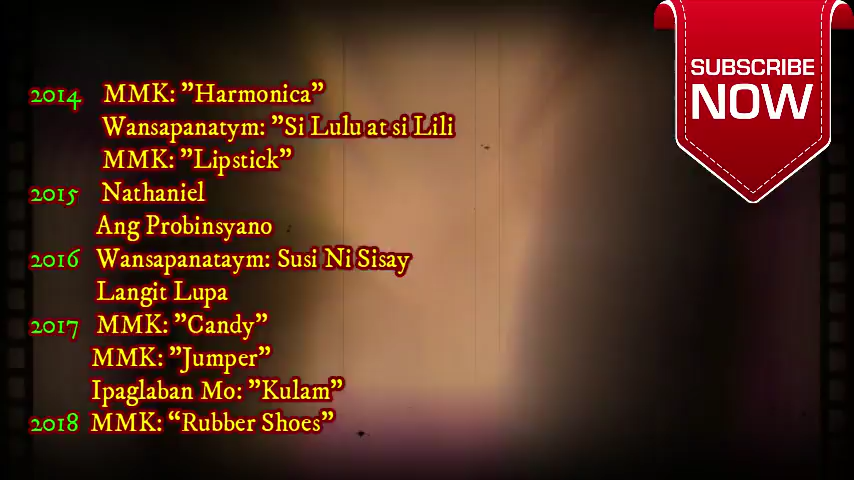 2014 MMK: "Harmonica"
Wansapanatym: "Si Lulu at si Lili
MMK: "Lipstick"
2015 Nathaniel
Ang Probinsyano
2016 Wansapanataym: Susi Ni Sisay
Langit Lupa
2017 MMK: "Candy"
MMK: "Jumper"
Ipaglaban Mo: "Kulam"
2018 MMK: “Rubber Shoes”
SUBSCRIBE
NOW